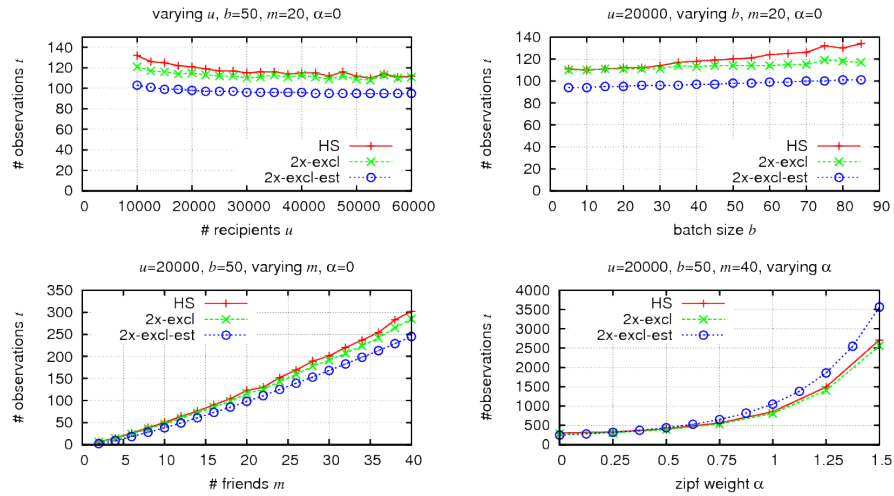 varying u, b=50, m=20, α=0
# observations t
140
120
100
80
60
40
20
0
HS
2x-excl
2x-excl-est
0 10000 20000 30000 40000 50000 60000
# recipients u
u=20000, varying b, m=20, α=0
# observations t
140
120
100
80
60
40
20
0
HS
2x-excl
2x-excl-est
0 10 20 30 40 50 60 70 80 90
batch size b
u=20000, b=50, varying m, α=0
# observations t
350
300
250
200
150
100
50
0
HS
2x-excl
2x-excl-est
0 5 10 15 20 25 30 35 40
# friends m
u=20000, b=50, m=40, varying α
#observations t
4000
3500
3000
2500
2000
1500
1000
500
0
HS
2x-excl
2x-excl-est
0 0.25 0.5 0.75 1 1.25 1.5
zipf weight α